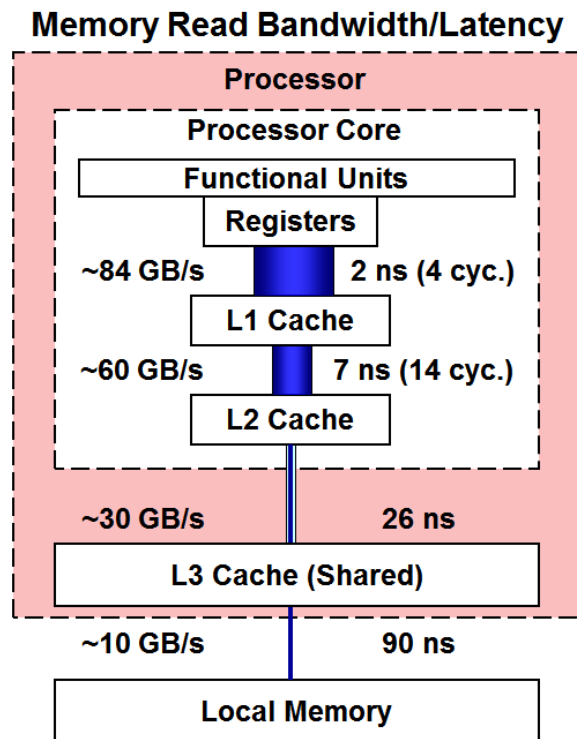 Memory Read Bandwidth/Latency
Processor
Processor Core
Functional Units
Registers
~84 GB/s 2 ns (4 cyc.)
L1 Cache
~60 GB/s 7 ns (14 cyc.)
L2 Cache
~30 GB/s 26 ns
L3 Cache (Shared)
~10 GB/s 90 ns
Local Memory